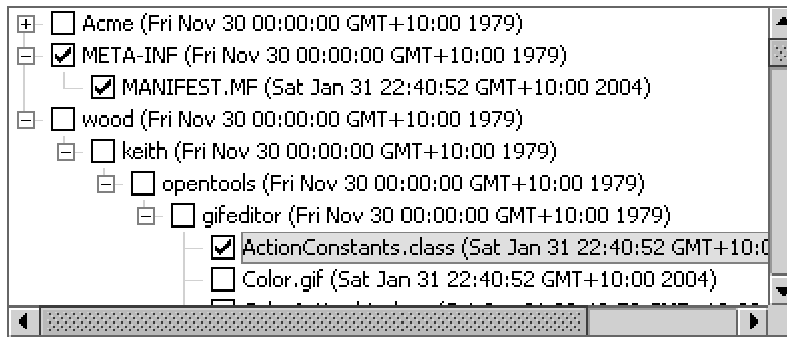 Acme (Fri Nov 30 00:00:00 GMT+10:00 1979)
META-INF (Fri Nov 30 00:00:00 GMT+10:00 1979)
MANIFEST.MF (Sat Jan 31 22:40:52 GMT+10:00 2004)
wood (Fri Nov 30 00:00:00 GMT+10:00 1979)
keith (Fri Nov 30 00:00:00 GMT+10:00 1979)
opentools (Fri Nov 30 00:00:00 GMT+10:00 1979)
gifeditor (Fri Nov 30 00:00:00 GMT+10:00 1979)
ActionConstants.class (Sat Jan 31 22:40:52 GMT+10:0
Color.gif (Sat Jan 31 22:40:52 GMT+10:00 2004)